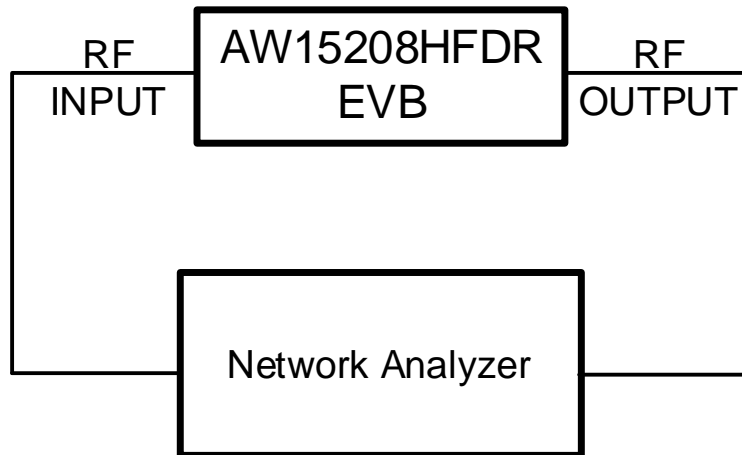 AW15208HFDR
EVB
RF
INPUT
RF
OUTPUT
Network Analyzer